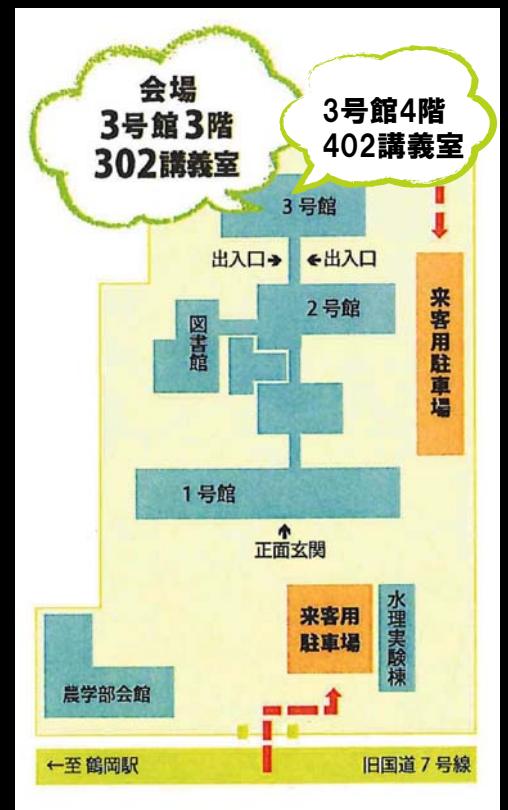 会場
3号館3階
302講義室
3号館4階
402講義室
3号館
出入口→
←出入口
2号館
図書館
来客用駐車場
1号館
↑
正面玄関
来客用
駐車場
水理実験棟
農学部会館
←至 鶴岡駅
旧国道7号線